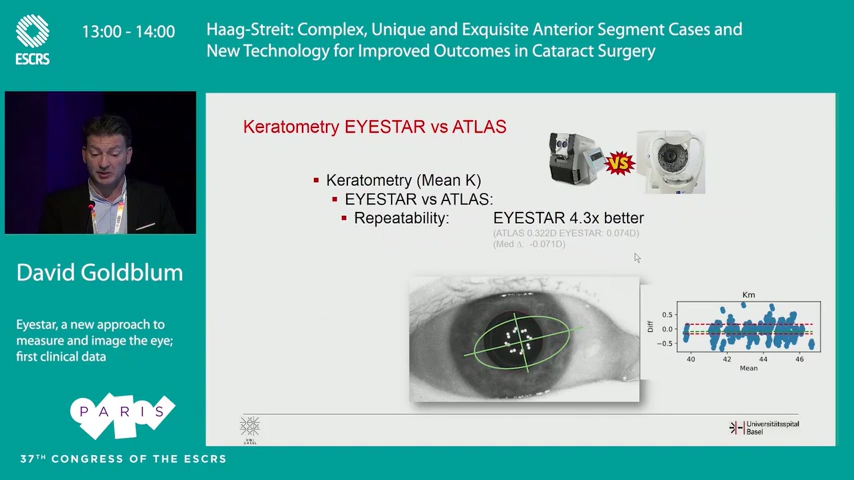 ESCRS
13:00 - 14:00
Haag-Streit: Complex, Unique and Exquisite Anterior Segment Cases and
New Technology for Improved Outcomes in Cataract Surgery
Keratometry EYESTAR vs ATLAS
VS
▪ Keratometry (Mean K)
▪ EYESTAR vs ATLAS:
▪ Repeatability: EYESTAR 4.3x better
(ATLAS 0.322D EYESTAR: 0.074D)
(Med Δ: -0.071D)
David Goldblum
Eyestar, a new approach to
measure and image the eye;
first clinical data
Km
Diff
0.5
0.0
−0.5
40 42 44 46
Mean
PARIS
Universitätsspital
Basel
37TH CONGRESS OF THE ESCRS